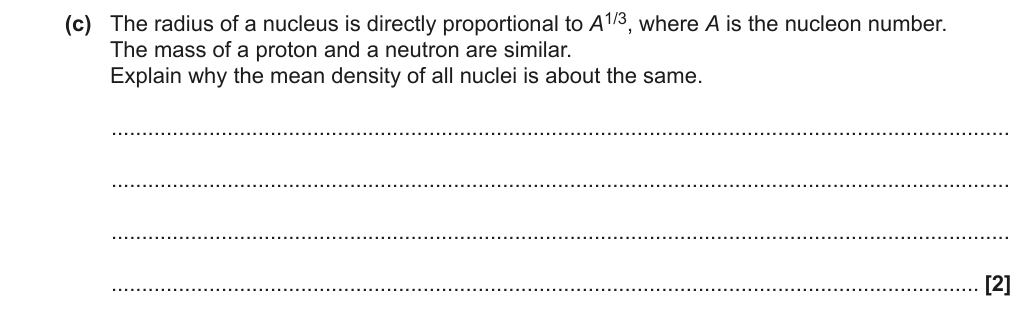 (c) The radius of a nucleus is directly proportional to A^{1/3}, where A is the nucleon number.
The mass of a proton and a neutron are similar.
Explain why the mean density of all nuclei is about the same.
..........................................................................................
..........................................................................................
..........................................................................................
.......................................................................................... [2]